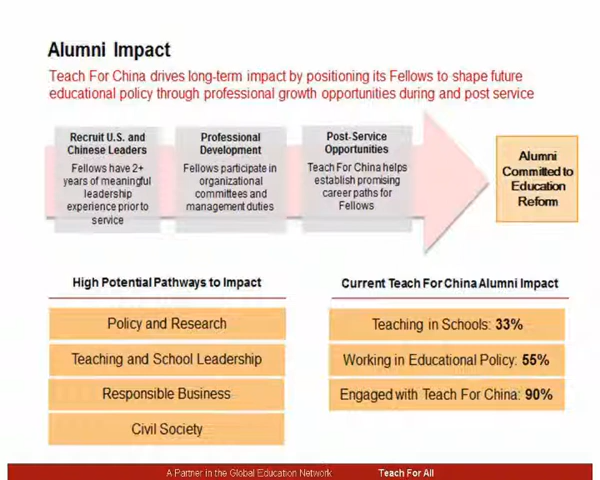 Alumni Impact
Teach For China drives long-term impact by positioning its Fellows to shape future
educational policy through professional growth opportunities during and post service
Recruit U.S. and
Chinese Leaders
Fellows have 2+
years of meaningful
leadership
experience prior to
service
Professional
Development
Fellows participate in
organizational
committees and
management duties
Post-Service
Opportunities
Teach For China helps
establish promising
career paths for
Fellows
Alumni
Committed to
Education
Reform
High Potential Pathways to Impact
Policy and Research
Teaching and School Leadership
Responsible Business
Civil Society
Current Teach For China Alumni Impact
Teaching in Schools: 33%
Working in Educational Policy: 55%
Engaged with Teach For China: 90%
A Partner in the Global Education Network Teach For All